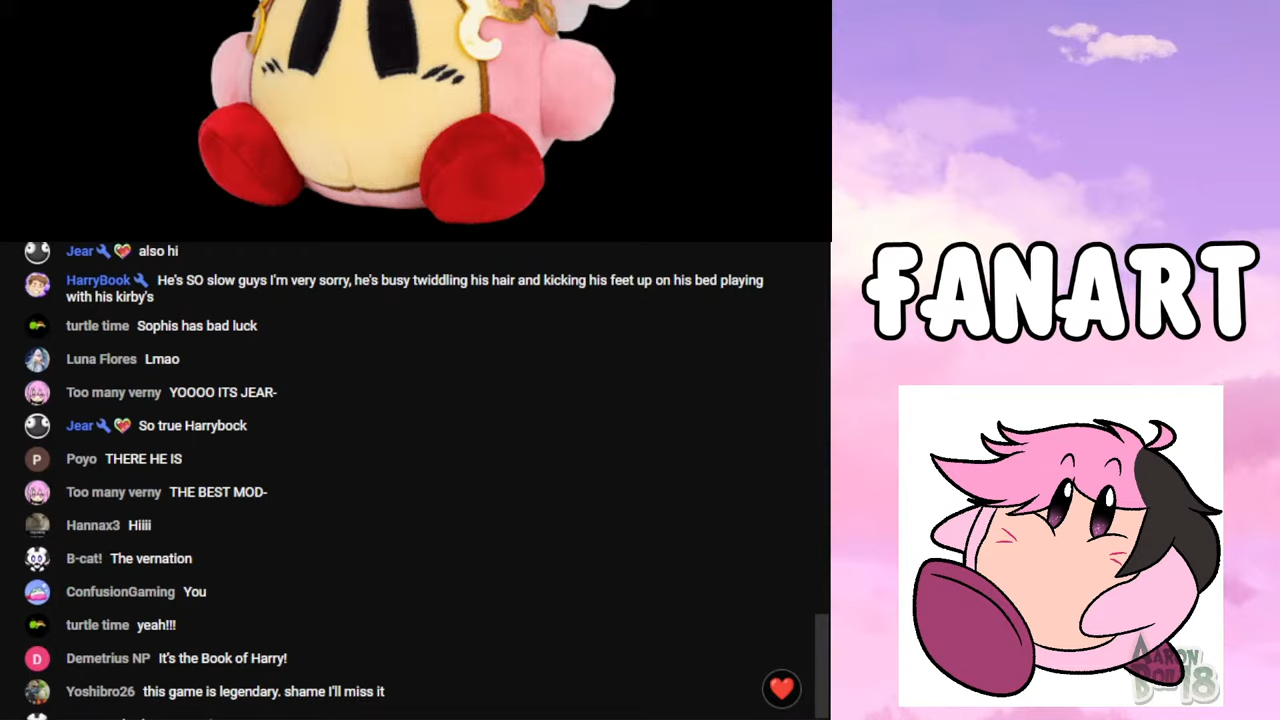 Jear also hi
HarryBook He's SO slow guys I'm very sorry, he's busy twiddling his hair and kicking his feet up on his bed playing
with his kirby's
turtle time Sophis has bad luck
Luna Flores Lmao
Too many verny YOOOO ITS JEAR-
Jear So true Harrybock
P Poyo THERE HE IS
Too many verny THE BEST MOD-
Hannax3 Hiiii
B-cat! The vernation
ConfusionGaming You
turtle time yeah!!!
D Demetrius NP It's the Book of Harry!
Yoshibro26 this game is legendary. shame I'll miss it
FANART